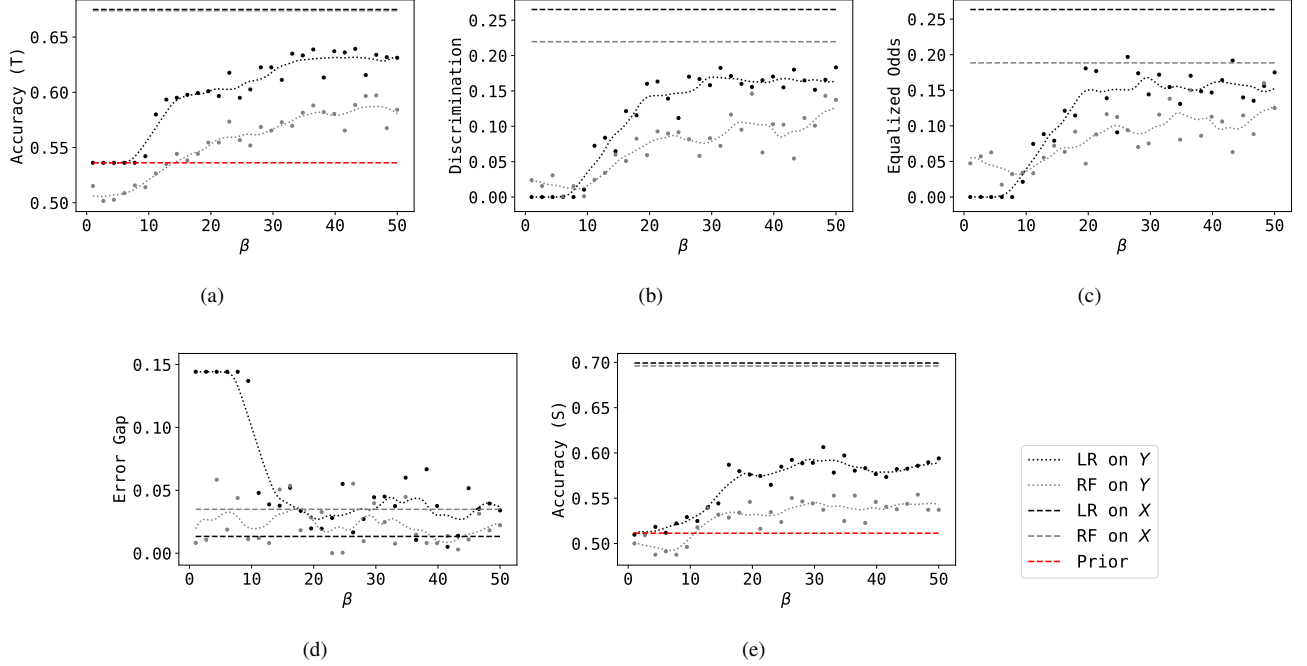 Accuracy (T)
0.65
0.60
0.55
0.50
0 10 20 30 40 50
β
(a)
Discrimination
0.25
0.20
0.15
0.10
0.05
0.00
0 10 20 30 40 50
β
(b)
Equalized Odds
0.25
0.20
0.15
0.10
0.05
0.00
0 10 20 30 40 50
β
(c)
Error Gap
0.15
0.10
0.05
0.00
0 10 20 30 40 50
β
(d)
Accuracy (S)
0.70
0.65
0.60
0.55
0.50
0 10 20 30 40 50
β
(e)
LR on Y
RF on Y
LR on X
RF on X
Prior